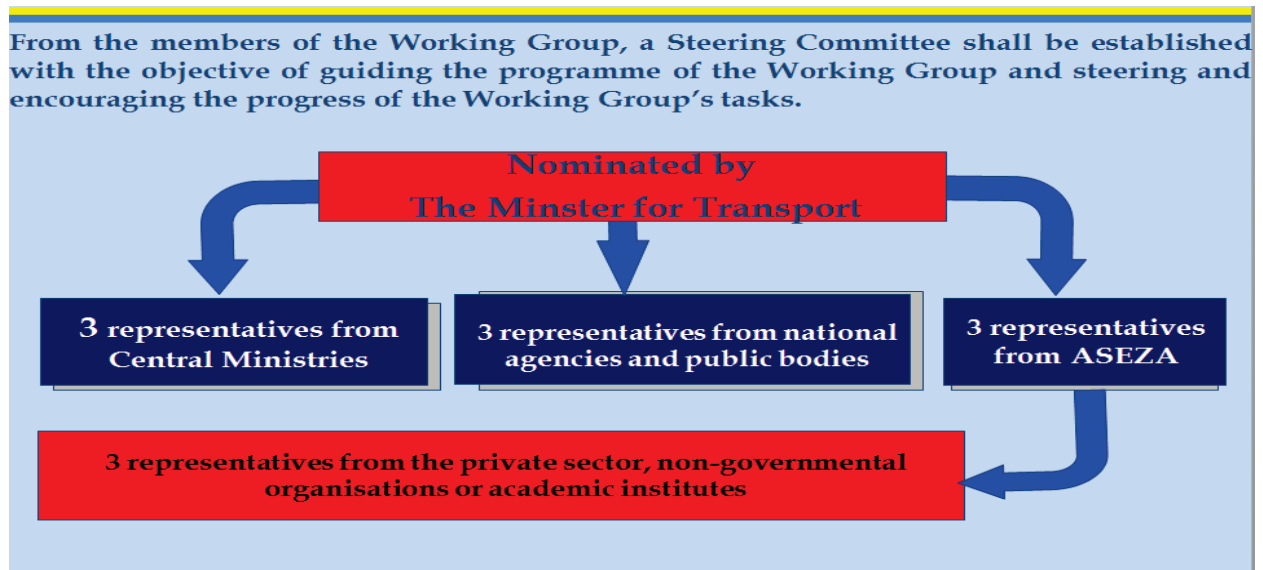 From the members of the Working Group, a Steering Committee shall be established
with the objective of guiding the programme of the Working Group and steering and
encouraging the progress of the Working Group's tasks.
Nominated by
The Minster for Transport
3 representatives from
Central Ministries
3 representatives from national
agencies and public bodies
3 representatives
from ASEZA
3 representatives from the private sector, non-governmental
organisations or academic institutes